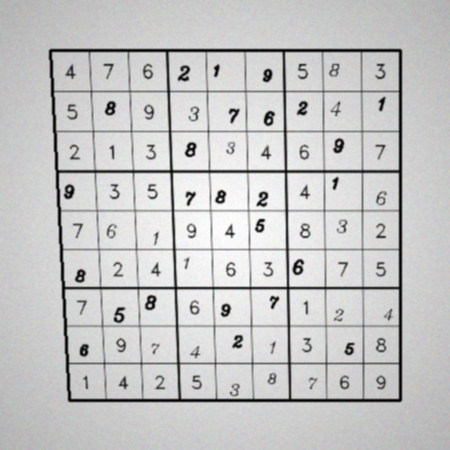 4 7 6 2 1 9 5 8 3
5 8 9 3 7 6 2 4 1
2 1 3 8 3 4 6 9 7
9 3 5 7 8 2 4 1 6
7 6 1 9 4 5 8 3 2
8 2 4 1 6 3 6 7 5
7 5 8 6 9 7 1 2 4
6 9 7 4 2 1 3 5 8
1 4 2 5 3 8 7 6 9